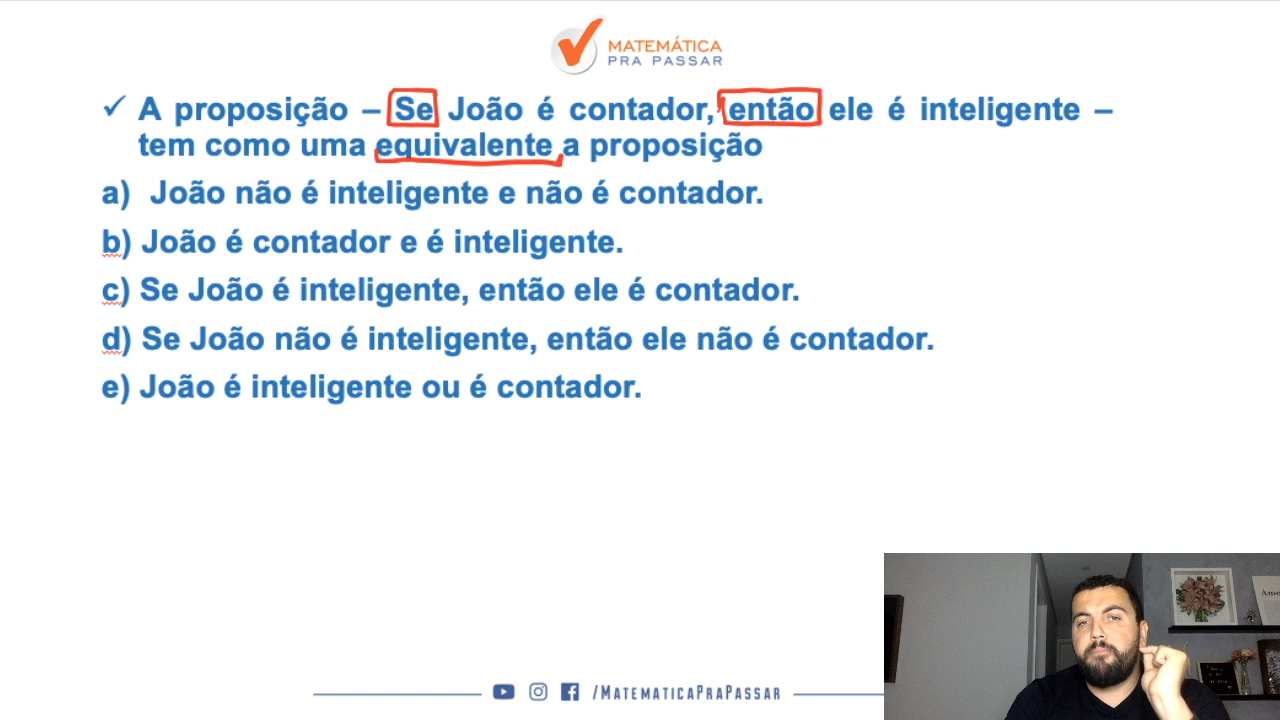 MATEMÁTICA
PRA PASSAR
✓ A proposição – Se João é contador, então ele é inteligente –
tem como uma equivalente a proposição
a) João não é inteligente e não é contador.
b) João é contador e é inteligente.
c) Se João é inteligente, então ele é contador.
d) Se João não é inteligente, então ele não é contador.
e) João é inteligente ou é contador.
/MATEMATICAPRAPASSAR